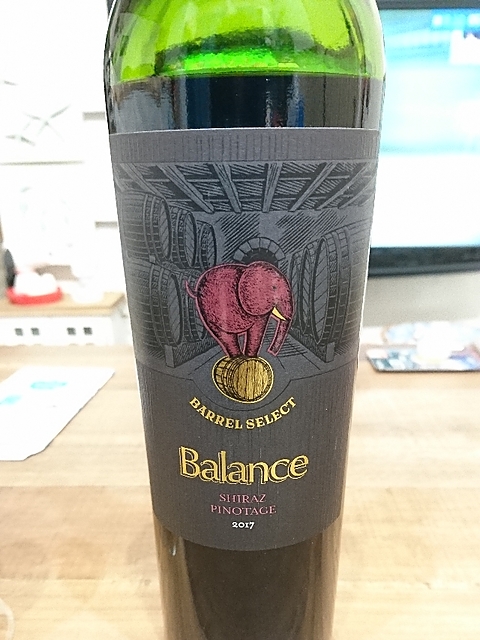 BARREL SELECT
Balance
SHIRAZ
PINOTAGE
2017